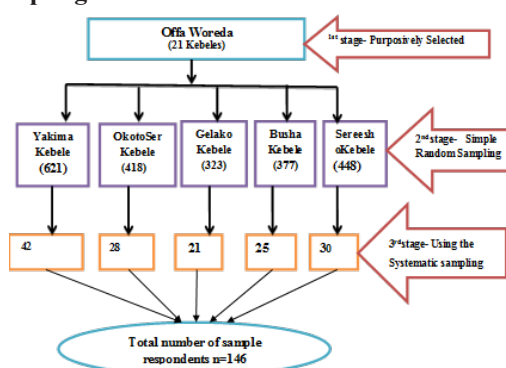 Offa Woreda
(21 Kebeles)
1st stage- Purposively Selected
Yakima
Kebele
(621)
OkotoSer
Kebele
(418)
Gelako
Kebele
(323)
Busha
Kebele
(377)
Sereesh
oKebele
(448)
2nd stage- Simple
Random Sampling
42
28
21
25
30
3rd stage- Using the
Systematic sampling
Total number of sample
respondents n=146